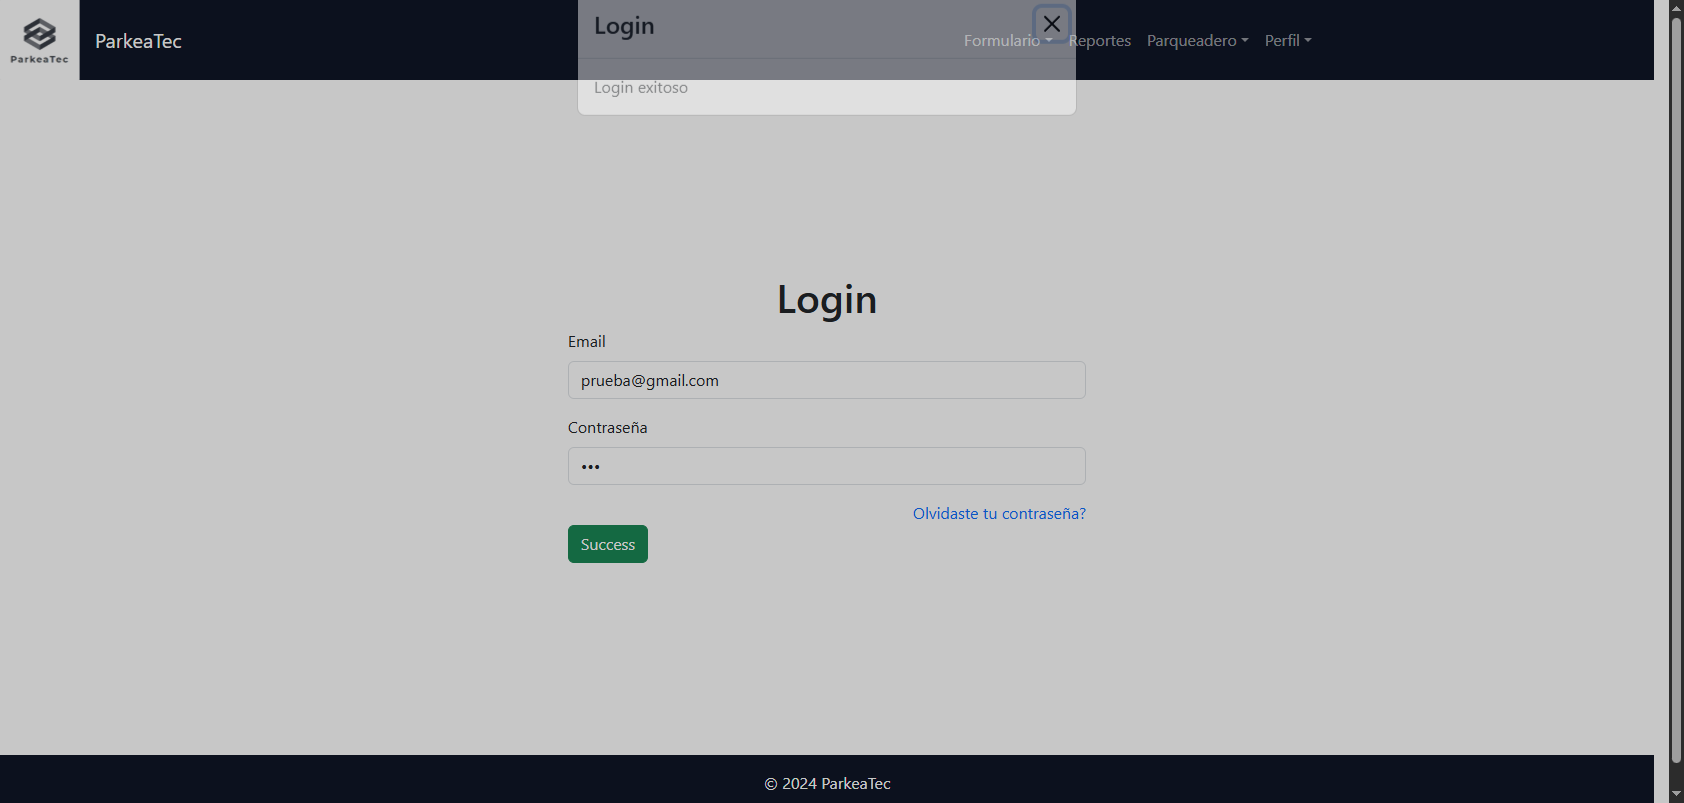 ParkeaTec
ParkeaTec
Formulario
Reportes
Parqueadero
Perfil
Login
Login exitoso
Login
Email
prueba@gmail.com
Contraseña
•••
Olvidaste tu contraseña?
Success
© 2024 ParkeaTec